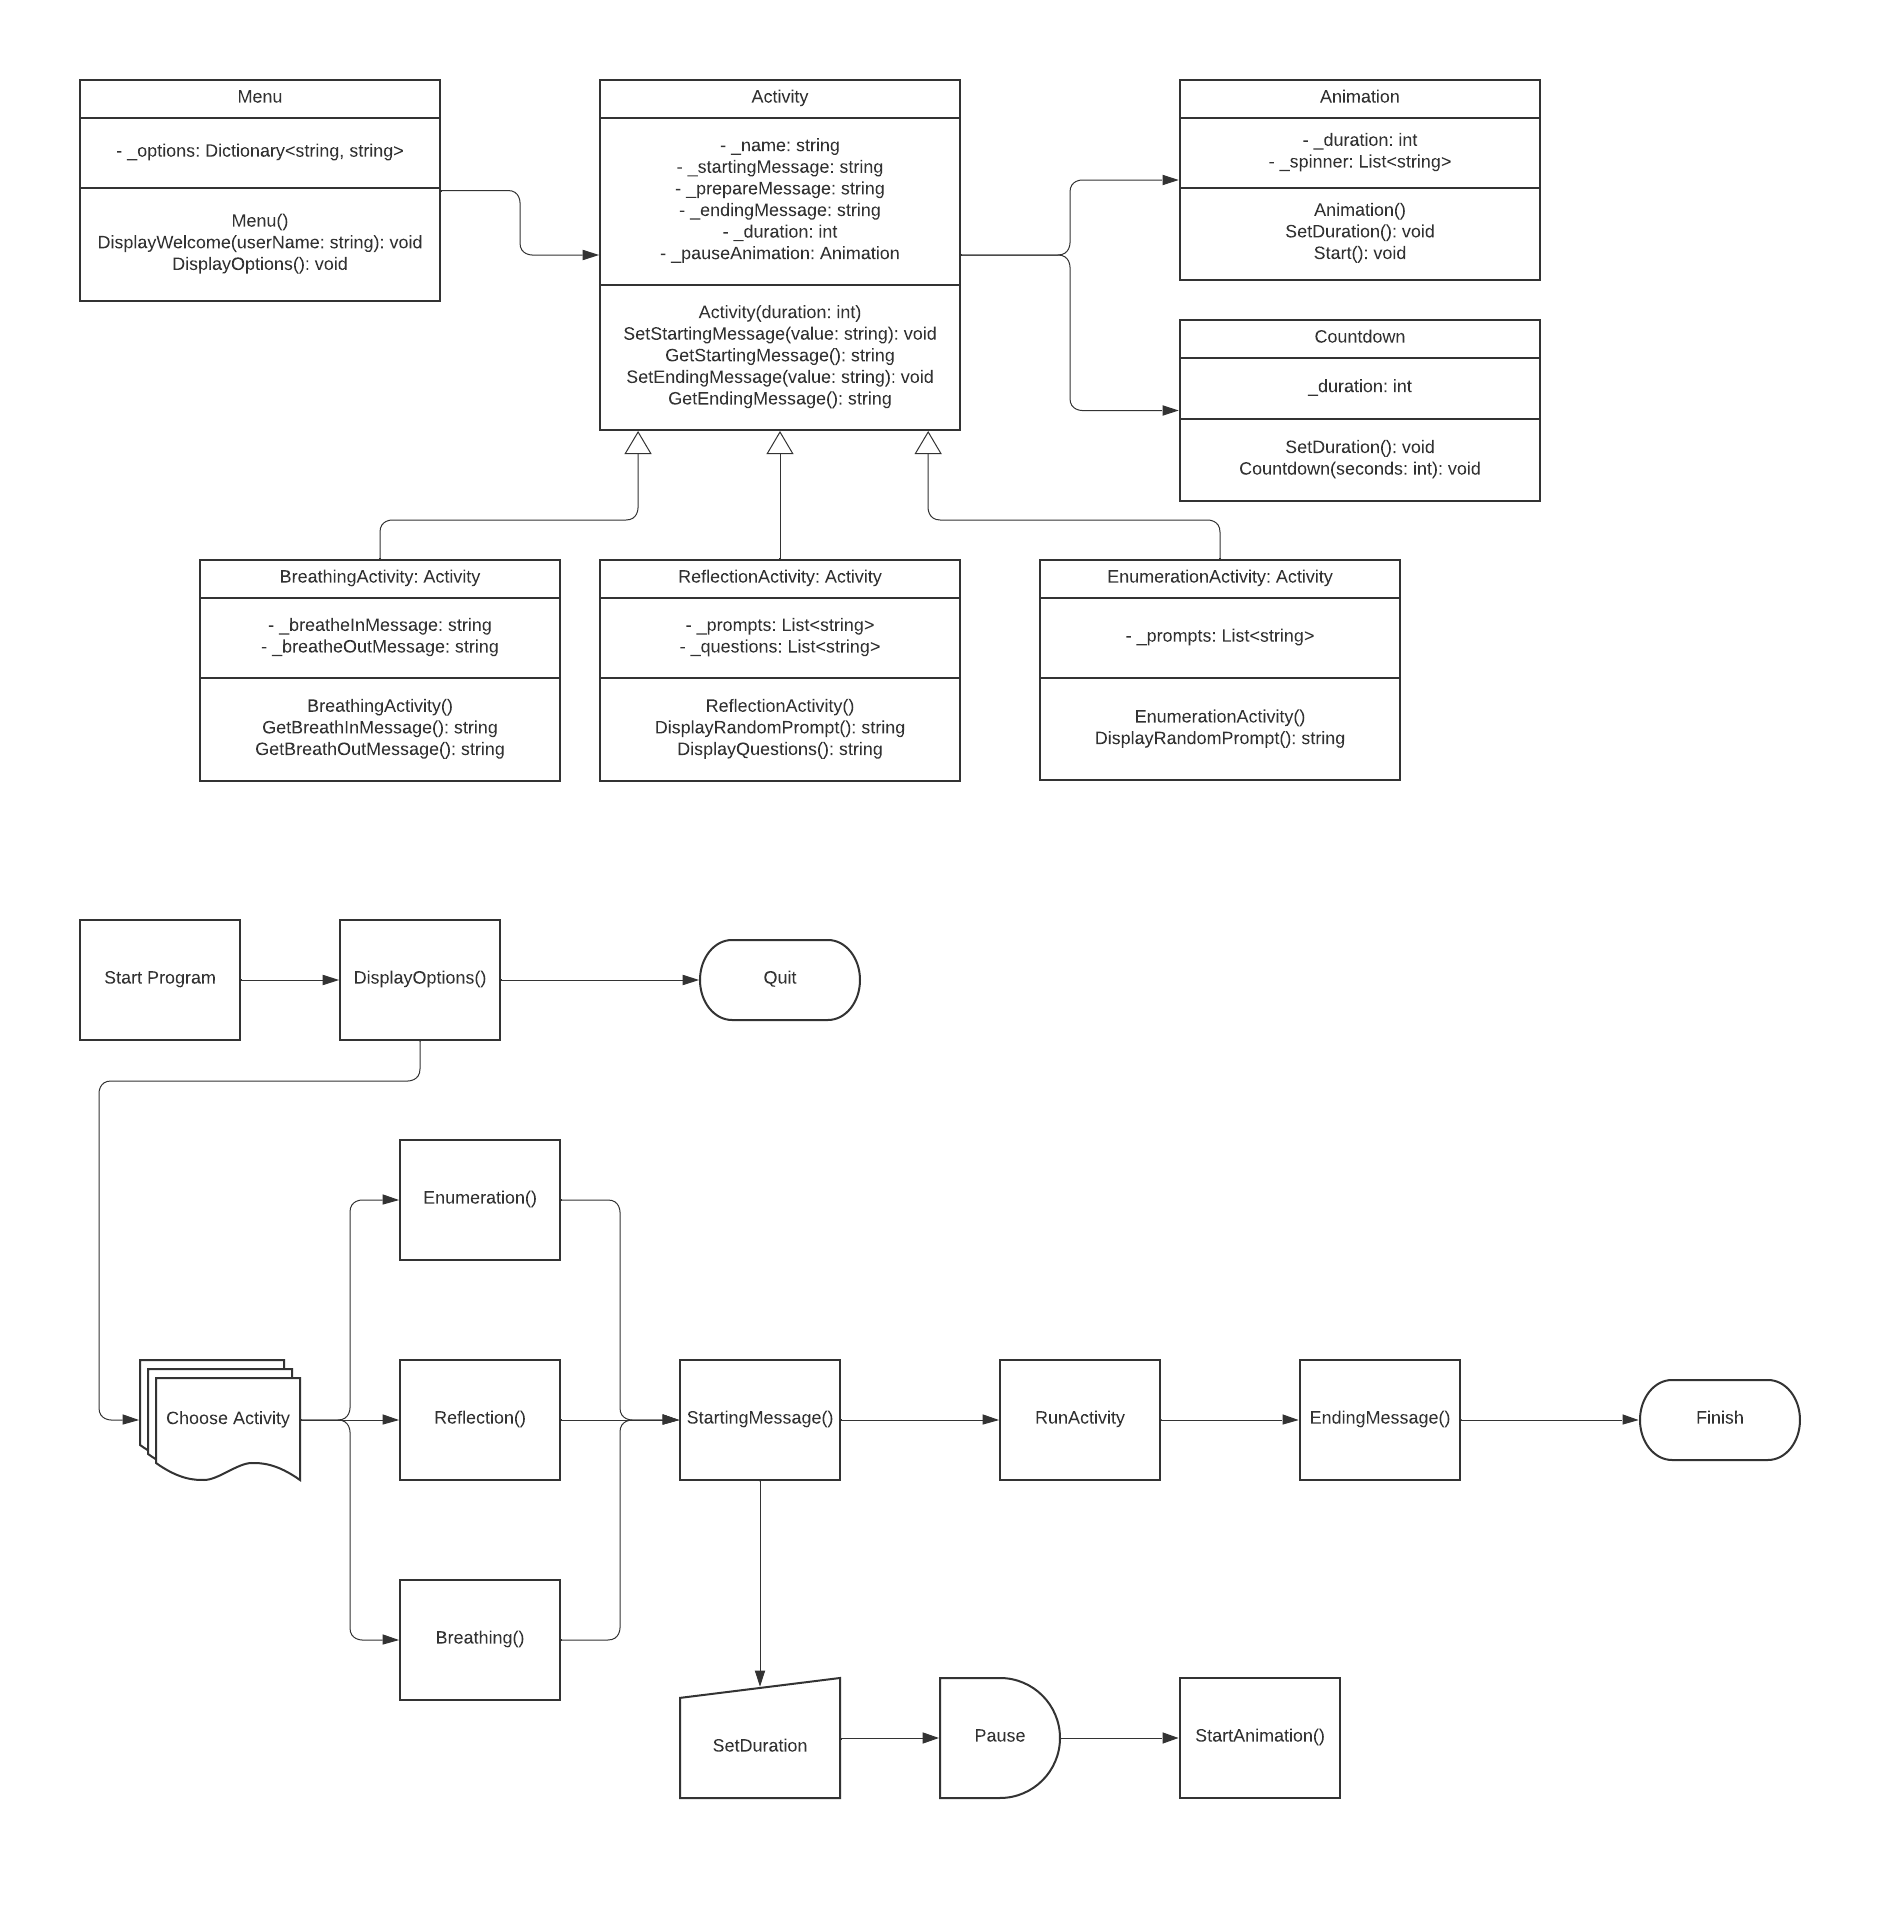 Menu
- _options: Dictionary<string, string>
Menu()
DisplayWelcome(userName: string): void
DisplayOptions(): void
Activity
- _name: string
- _startingMessage: string
- _prepareMessage: string
- _endingMessage: string
- _duration: int
- _pauseAnimation: Animation
Activity(duration: int)
SetStartingMessage(value: string): void
GetStartingMessage(): string
SetEndingMessage(value: string): void
GetEndingMessage(): string
Animation
- _duration: int
- _spinner: List<string>
Animation()
SetDuration(): void
Start(): void
Countdown
_duration: int
SetDuration(): void
Countdown(seconds: int): void
BreathingActivity: Activity
- _breatheInMessage: string
- _breatheOutMessage: string
BreathingActivity()
GetBreathInMessage(): string
GetBreathOutMessage(): string
ReflectionActivity: Activity
- _prompts: List<string>
- _questions: List<string>
ReflectionActivity()
DisplayRandomPrompt(): string
DisplayQuestions(): string
EnumerationActivity: Activity
- _prompts: List<string>
EnumerationActivity()
DisplayRandomPrompt(): string
Start Program
DisplayOptions()
Quit
Enumeration()
Choose Activity
Reflection()
StartingMessage()
RunActivity
EndingMessage()
Finish
Breathing()
SetDuration
Pause
StartAnimation()